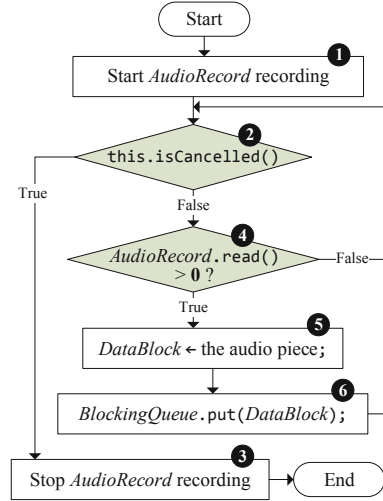 Start
1
Start AudioRecord recording
2
this.isCancelled()
True
False
4
AudioRecord.read()
> 0 ?
False
True
5
DataBlock ← the audio piece;
6
BlockingQueue.put(DataBlock);
3
Stop AudioRecord recording
End